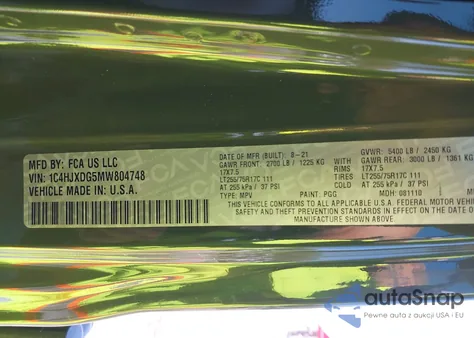 MFD BY: FCA US LLC
VIN: 1C4HJXDG5MW804748
VEHICLE MADE IN: U.S.A.
DATE OF MFR (BUILT): 8-21
GAWR FRONT: 2700 LB / 1225 KG
17X7.5
LT255/75R17C 111
AT 255 kPa / 37 PSI
TYPE: MPV
PAINT: PGG
GVWR: 5400 LB / 2450 KG
GAWR REAR: 3000 LB / 1361 KG
RIMS: 17X7.5
TIRES LT255/75R17C 111
AT 255 kPa / 37 PSI
MDH: 081110
THIS VEHICLE CONFORMS TO ALL APPLICABLE U.S.A. FEDERAL MOTOR VEHIC
SAFETY AND THEFT PREVENTION STANDARDS IN EFFECT ON THE DATE OF
MANUFACTURE SHOWN ABOVE.
autoSnap
Pewne auta z aukcji USA i EU